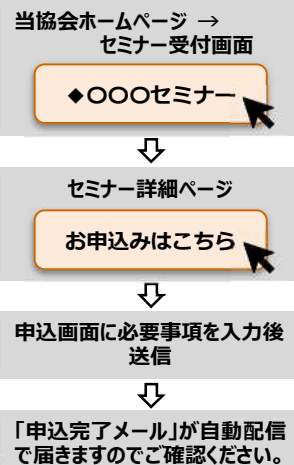 当協会ホームページ →
セミナー受付画面
◆〇〇〇セミナー
セミナー詳細ページ
お申込みはこちら
申込画面に必要事項を入力後
送信
「申込完了メール」が自動配信
で届きますのでご確認ください。